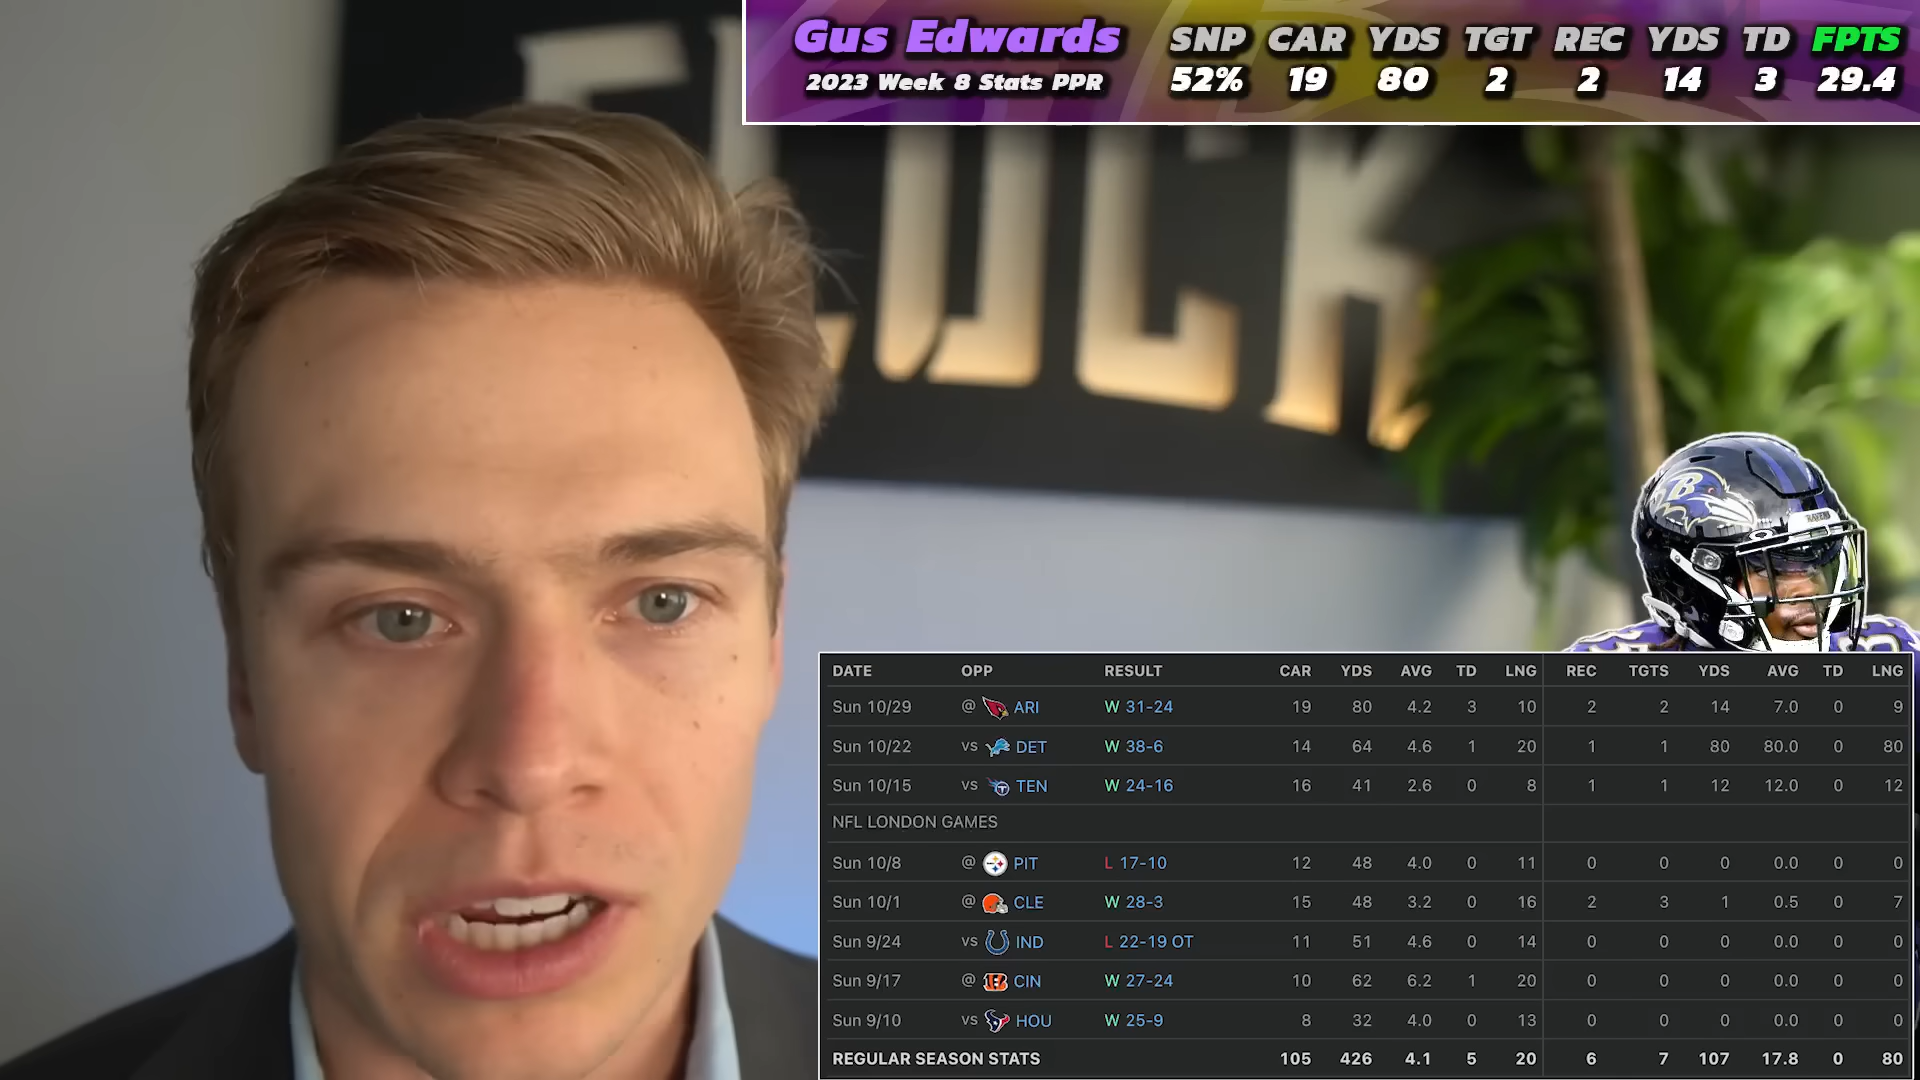 Gus Edwards
2023 Week 8 Stats PPR
SNP CAR YDS TGT REC YDS TD FPTS
52% 19 80 2 2 14 3 29.4
RAVENS
B
DATE OPP RESULT CAR YDS AVG TD LNG REC TGTS YDS AVG TD LNG
Sun 10/29 @ ARI W 31-24 19 80 4.2 3 10 2 2 14 7.0 0 9
Sun 10/22 vs DET W 38-6 14 64 4.6 1 20 1 1 80 80.0 0 80
Sun 10/15 vs TEN W 24-16 16 41 2.6 0 8 1 1 12 12.0 0 12
NFL LONDON GAMES
Sun 10/8 @ PIT L 17-10 12 48 4.0 0 11 0 0 0 0.0 0 0
Sun 10/1 @ CLE W 28-3 15 48 3.2 0 16 2 3 1 0.5 0 7
Sun 9/24 vs IND L 22-19 OT 11 51 4.6 0 14 0 0 0 0.0 0 0
Sun 9/17 @ CIN W 27-24 10 62 6.2 1 20 0 0 0 0.0 0 0
Sun 9/10 vs HOU W 25-9 8 32 4.0 0 13 0 0 0 0.0 0 0
REGULAR SEASON STATS 105 426 4.1 5 20 6 7 107 17.8 0 80